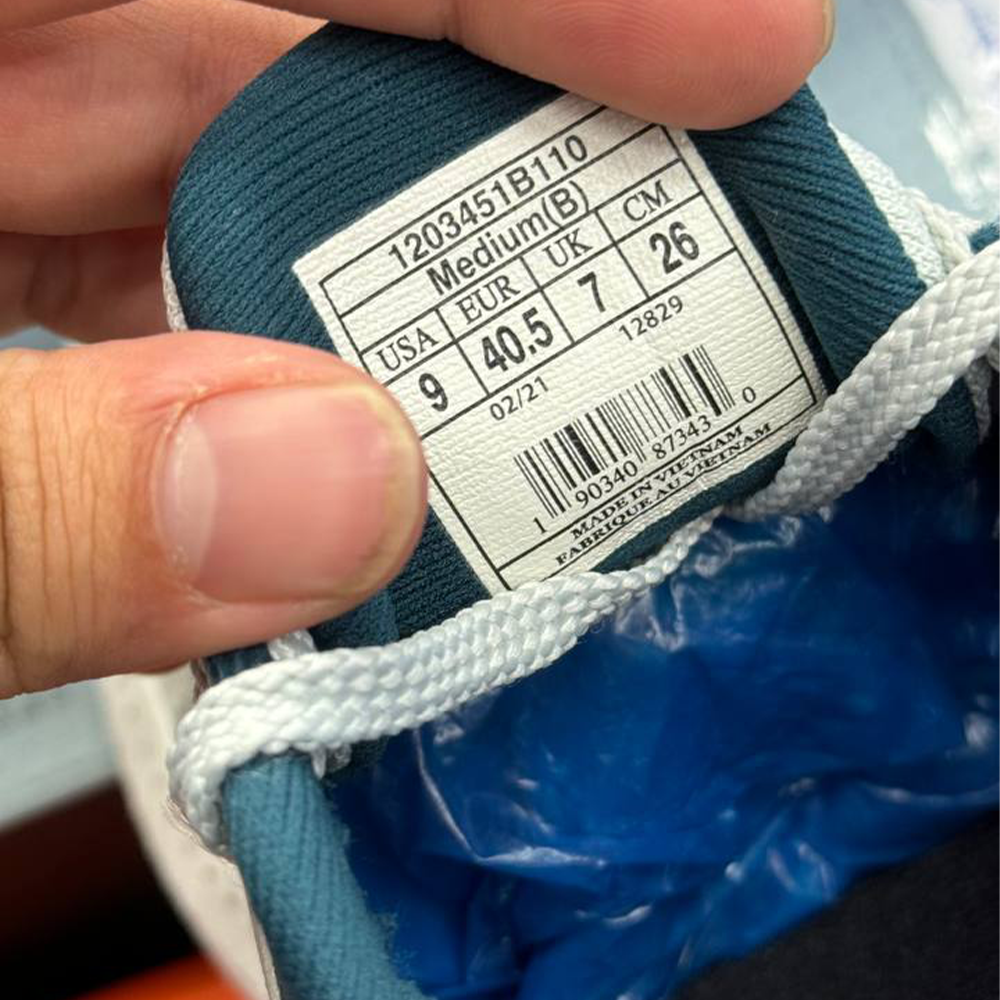 1203451B110
Medium(B)
USA EUR UK CM
9 40.5 7 26
02/21 12829
1 90340 87343 0
MADE IN VIETNAM
FABRIQUE AU VIETNAM